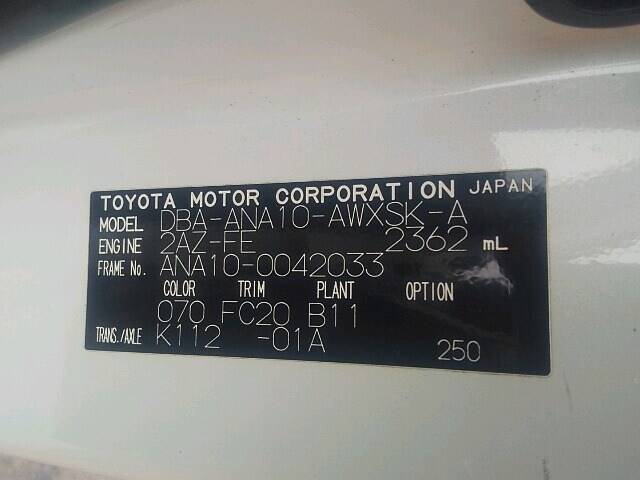 TOYOTA MOTOR CORPORATION JAPAN
MODEL DBA-ANA10-AWXSK-A
ENGINE 2AZ-FE 2362 mL
FRAME No. ANA10-0042033
COLOR TRIM PLANT OPTION
070 FC20 B11
TRANS./AXLE K112 -01A 250